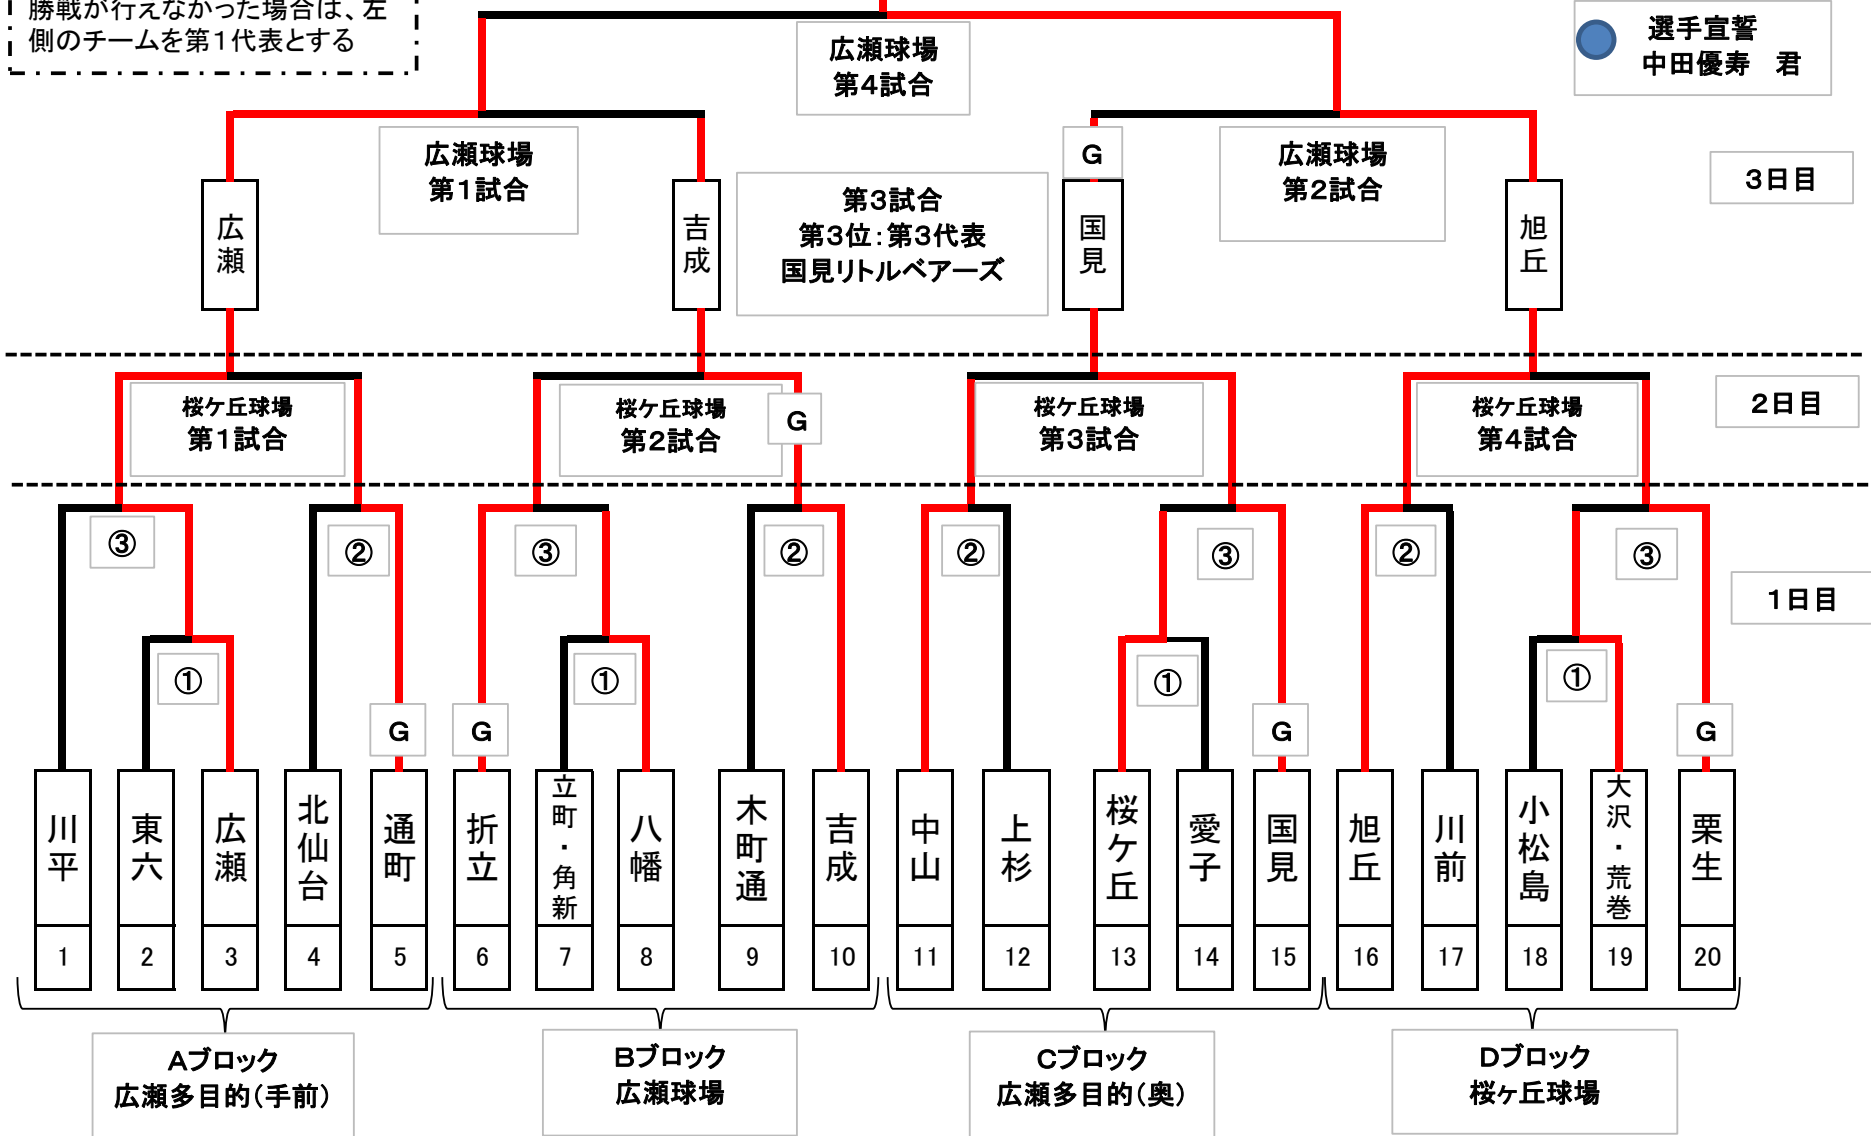 勝戦が行えなかった場合は、左
側のチームを第1代表とする
選手宣誓
中田優寿　君
広瀬球場
第4試合
広瀬球場
第1試合
G
広瀬球場
第2試合
3日目
第3試合
第3位：第3代表
国見リトルベアーズ
広瀬
吉成
国見
旭丘
2日目
桜ケ丘球場
第1試合
桜ケ丘球場
第2試合
G
桜ケ丘球場
第3試合
桜ケ丘球場
第4試合
③
②
③
②
②
③
②
③
1日目
①
①
①
①
G
G
G
G
川平
東六
広瀬
北仙台
通町
折立
立町・角新
八幡
木町通
吉成
中山
上杉
桜ケ丘
愛子
国見
旭丘
川前
小松島
大沢・荒巻
栗生
1
2
3
4
5
6
7
8
9
10
11
12
13
14
15
16
17
18
19
20
Aブロック
広瀬多目的（手前）
Bブロック
広瀬球場
Cブロック
広瀬多目的（奥）
Dブロック
桜ヶ丘球場